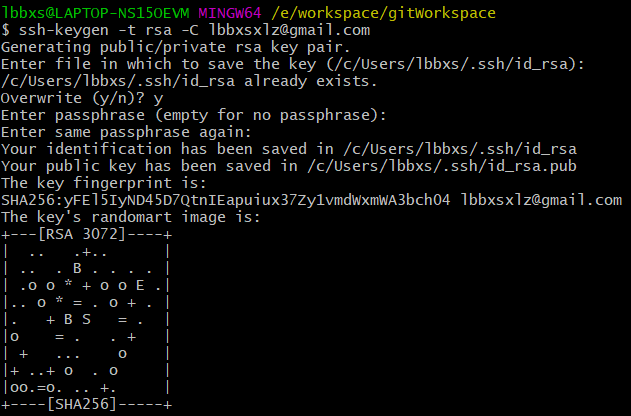 lbbxs@LAPTOP-NS15OEVM MINGW64 /e/workspace/gitWorkspace
$ ssh-keygen -t rsa -C lbbxsxlz@gmail.com
Generating public/private rsa key pair.
Enter file in which to save the key (/c/Users/lbbxs/.ssh/id_rsa):
/c/Users/lbbxs/.ssh/id_rsa already exists.
Overwrite (y/n)? y
Enter passphrase (empty for no passphrase):
Enter same passphrase again:
Your identification has been saved in /c/Users/lbbxs/.ssh/id_rsa
Your public key has been saved in /c/Users/lbbxs/.ssh/id_rsa.pub
The key fingerprint is:
SHA256:yFEl5IyND45D7QtnIEapuiux37Zy1vmdWxmWA3bchO4 lbbxsxlz@gmail.com
The key's randomart image is:
+---[RSA 3072]----+
|  ..   .+..      |
| ..  . B . . . . |
| .o o * + o o E .|
|.. o * = . o + . |
|.   + B S   = .  |
|o    = .   . +   |
| +   ...    o    |
|+ ..+ o  . o     |
|oo.=o. .. +.     |
+----[SHA256]-----+